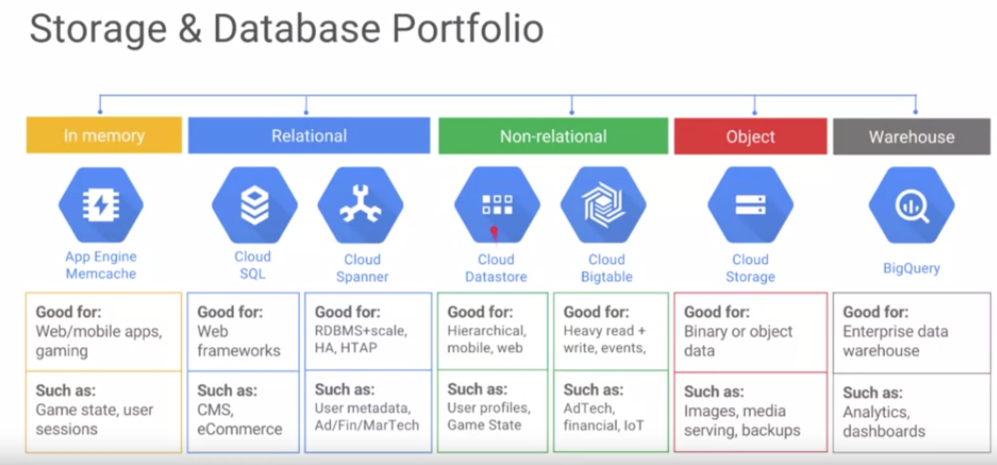 Storage & Database Portfolio
In memory
Relational
Non-relational
Object
Warehouse
App Engine
Memcache
Cloud
SQL
Cloud
Spanner
Cloud
Datastore
Cloud
Bigtable
Cloud
Storage
BigQuery
Good for:
Web/mobile apps,
gaming
Good for:
Web
frameworks
Good for:
RDBMS+scale,
HA, HTAP
Good for:
Hierarchical,
mobile, web
Good for:
Heavy read +
write, events,
Good for:
Binary or object
data
Good for:
Enterprise data
warehouse
Such as:
Game state, user
sessions
Such as:
CMS,
eCommerce
Such as:
User metadata,
Ad/Fin/MarTech
Such as:
User profiles,
Game State
Such as:
AdTech,
financial, IoT
Such as:
Images, media
serving, backups
Such as:
Analytics,
dashboards